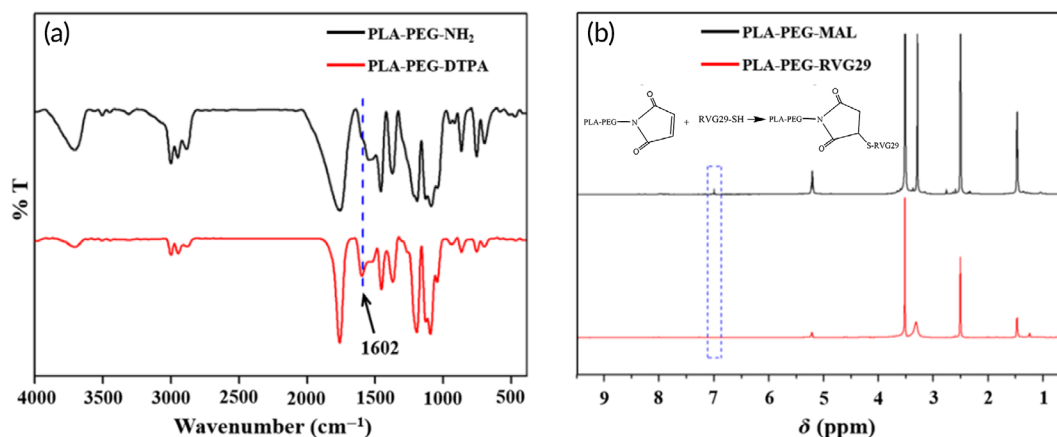 (a)
PLA-PEG-NH₂
PLA-PEG-DTPA
% T
1602
4000 3500 3000 2500 2000 1500 1000 500
Wavenumber (cm⁻¹)
(b)
PLA-PEG-MAL
PLA-PEG-RVG29
O
O
PLA-PEG N + RVG29-SH PLA-PEG N
O
O
S-RVG29
9 8 7 6 5 4 3 2 1
δ (ppm)